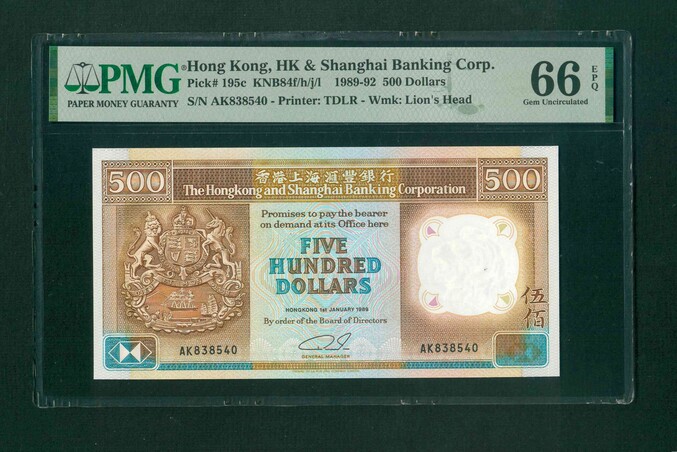 PMG
PAPER MONEY GUARANTY
Hong Kong, HK & Shanghai Banking Corp.
Pick# 195c KNB84f/h/j/l 1989-92 500 Dollars
S/N AK838540 - Printer: TDLR - Wmk: Lion's Head
66
EPQ
Gem Uncirculated
500
香港上海滙豐銀行
500
The Hongkong and Shanghai Banking Corporation
Promises to pay the bearer
on demand at its Office here
FIVE
HUNDRED
DOLLARS
HONGKONG 1st JANUARY 1989
By order of the Board of Directors
伍佰
AK838540
AK838540
GENERAL MANAGER